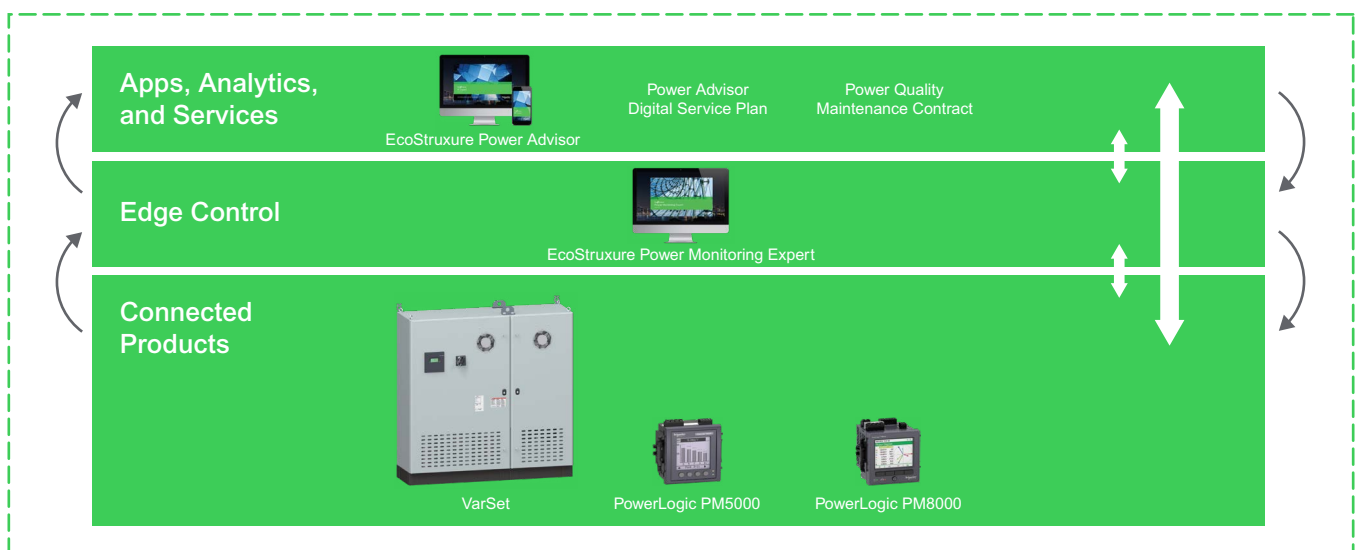 Apps, Analytics,
and Services
EcoStruxure Power Advisor
Power Advisor
Digital Service Plan
Power Quality
Maintenance Contract
Edge Control
EcoStruxure Power Monitoring Expert
Connected
Products
VarSet
PowerLogic PM5000
PowerLogic PM8000